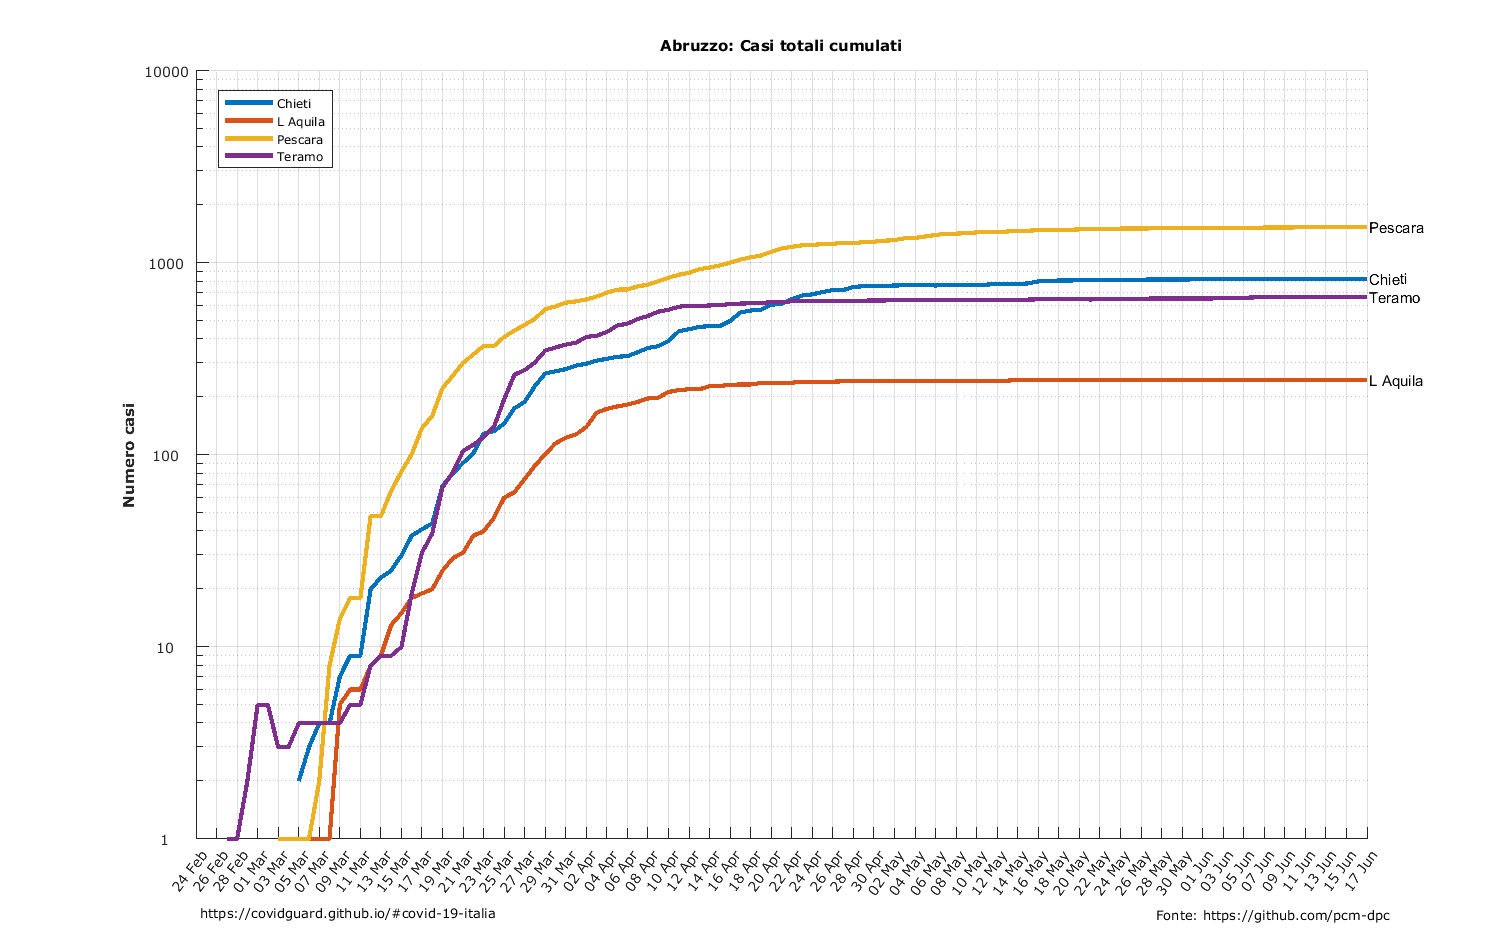 Abruzzo: Casi totali cumulati
10000
1000
100
10
1
Numero casi
Chieti
L Aquila
Pescara
Teramo
Pescara
Chieti
Teramo
L Aquila
24 Feb
26 Feb
28 Feb
01 Mar
03 Mar
05 Mar
07 Mar
09 Mar
11 Mar
13 Mar
15 Mar
17 Mar
19 Mar
21 Mar
23 Mar
25 Mar
27 Mar
29 Mar
31 Mar
02 Apr
04 Apr
06 Apr
08 Apr
10 Apr
12 Apr
14 Apr
16 Apr
18 Apr
20 Apr
22 Apr
24 Apr
26 Apr
28 Apr
30 Apr
02 May
04 May
06 May
08 May
10 May
12 May
14 May
16 May
18 May
20 May
22 May
24 May
26 May
28 May
30 May
01 Jun
03 Jun
05 Jun
07 Jun
09 Jun
11 Jun
13 Jun
15 Jun
17 Jun
https://covidguard.github.io/#covid-19-italia
Fonte: https://github.com/pcm-dpc